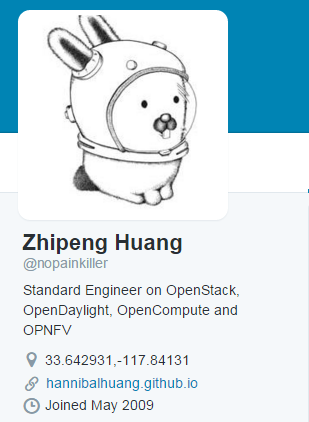 Zhipeng Huang
@nopainkiller
Standard Engineer on OpenStack,
OpenDaylight, OpenCompute and
OPNFV
33.642931,-117.84131
hannibalhuang.github.io
Joined May 2009